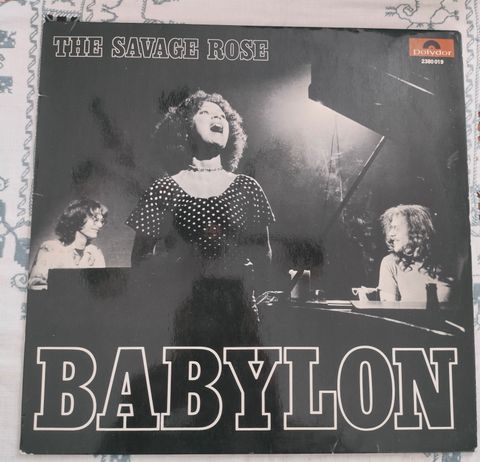 THE SAVAGE ROSE
Polydor
2380 019
BABYLON